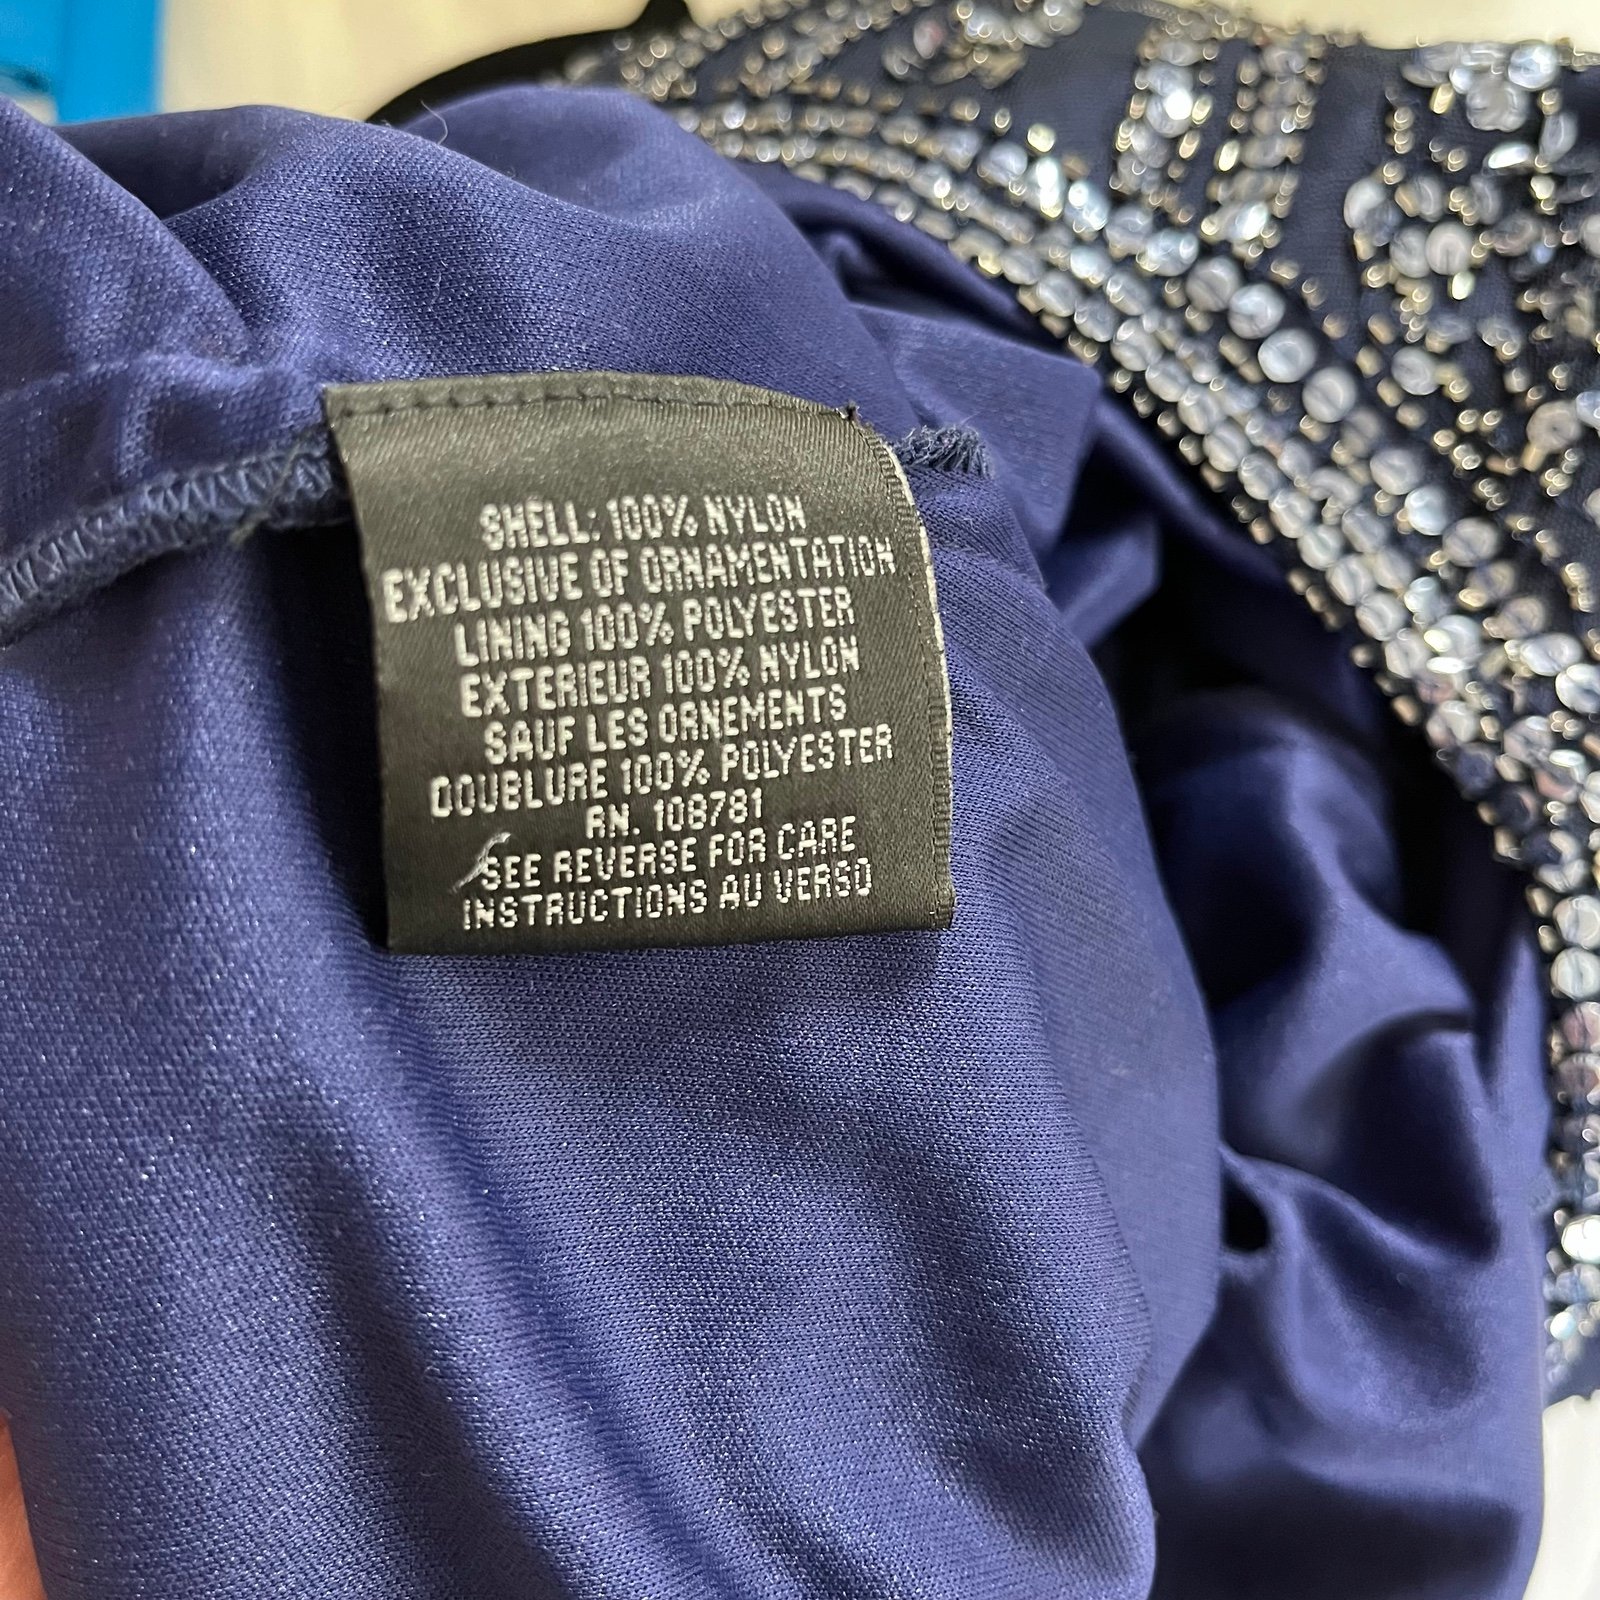 SHELL: 100% NYLON
EXCLUSIVE OF ORNAMENTATION
LINING 100% POLYESTER
EXTERIEUR 100% NYLON
SAUF LES ORNEMENTS
DOUBLURE 100% POLYESTER
RN. 108781
SEE REVERSE FOR CARE
INSTRUCTIONS AU VERSO